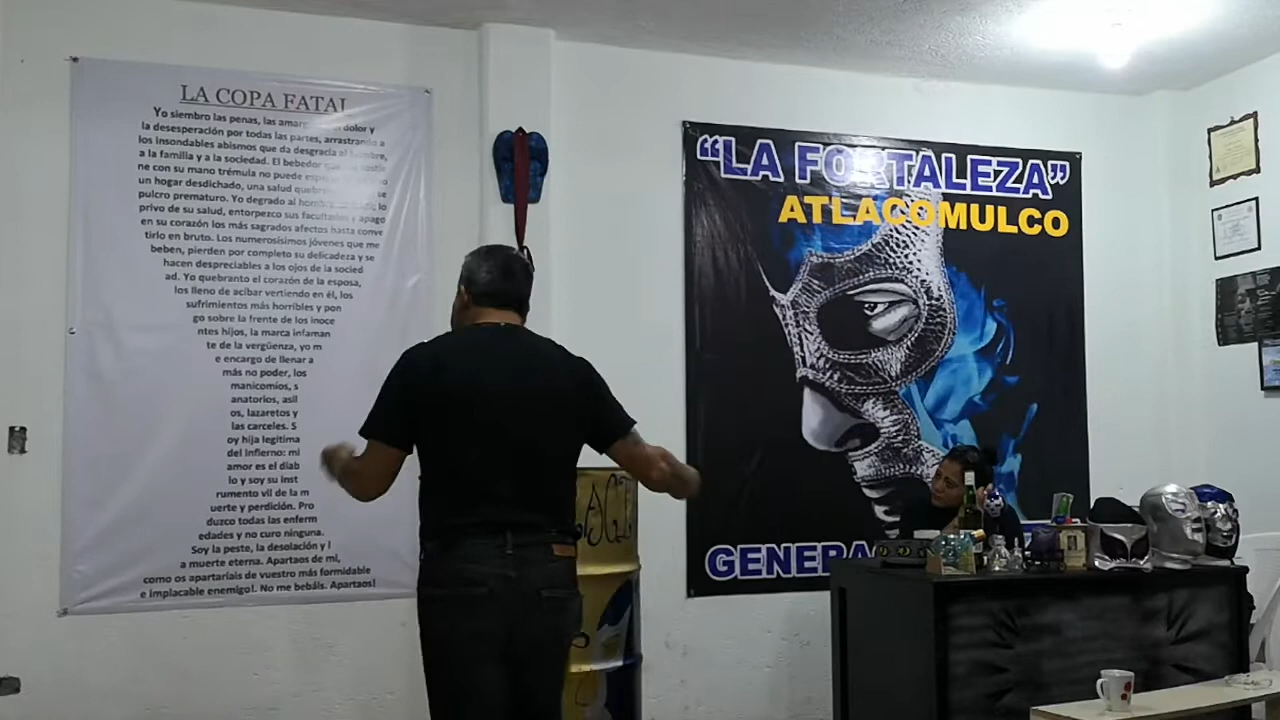 LA COPA FATAL
Yo siembro las penas, las amar dolor y
la desesperación por todas las partes, arrastrando a
los insondables abismos que da desgracia el hombre,
a la familia y a la sociedad. El bebedor
ne con su mano trémula no puede
un hogar desdichado, una salud
pulcro prematuro. Yo degrado al hombre lo
privo de su salud, entorpezco sus facultades y apago
en su corazón los más sagrados afectos hasta conve
tirlo en bruto. Los numerosísimos jóvenes que me
beben, pierden por completo su delicadeza y se
hacen despreciables a los ojos de la socied
ad. Yo quebranto el corazón de la esposa,
los lleno de acíbar vertiendo en él, los
sufrimientos más horribles y pon
go sobre la frente de los inoce
ntes hijos, la marca infaman
te de la vergüenza, yo m
e encargo de llenar a
más no poder, los
manicomios, s
anatorios, asil
os, lazaretos y
las carceles. S
oy hija legitima
del infierno: mi
amor es el diab
lo y soy su inst
rumento vil de la m
uerte y perdición. Pro
duzco todas las enferm
edades y no curo ninguna.
Soy la peste, la desolación y l
a muerte eterna. Apartaos de mi,
como os apartaríais de vuestro más formidable
e implacable enemigo!. No me bebáis. Apartaos!
“LA FORTALEZA”
ATLACOMULCO